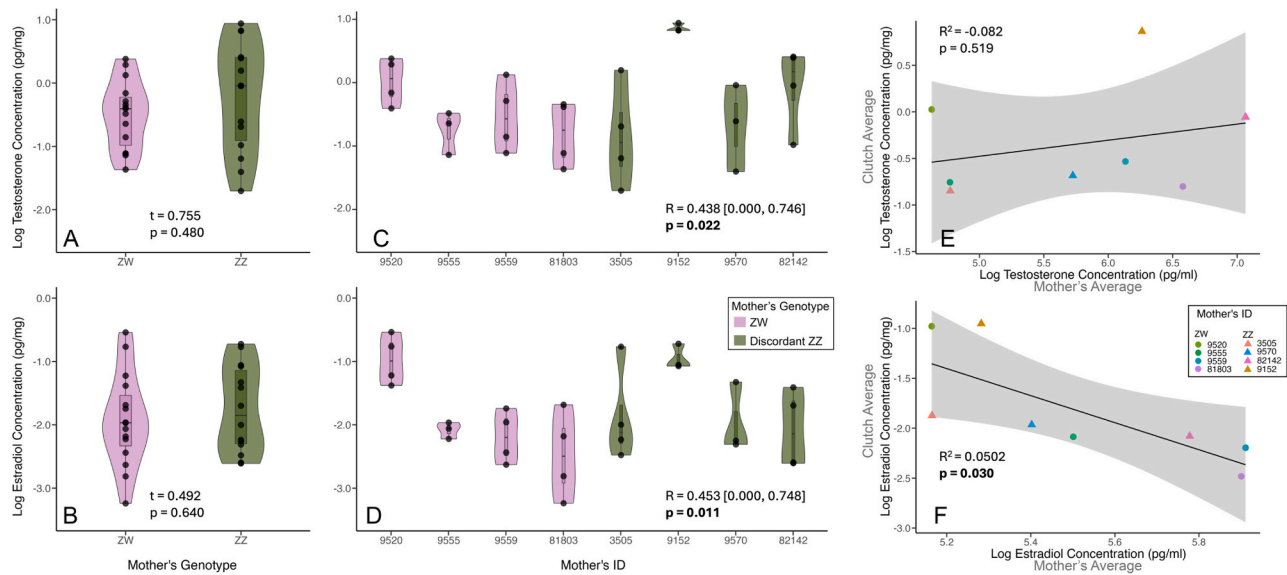 Log Testosterone Concentration (pg/mg)
1.0
0.0
-1.0
-2.0
A
t = 0.755
p = 0.480
ZW
ZZ
1.0
0.0
-1.0
-2.0
C
R = 0.438 [0.000, 0.746]
p = 0.022
9520
9555
9559
81803
3505
9152
9570
82142
Clutch Average
Log Testosterone Concentration (pg/mg)
0.5
0.0
-0.5
-1.0
-1.5
R² = -0.082
p = 0.519
E
5.0
5.5
6.0
6.5
7.0
Log Testosterone Concentration (pg/ml)
Mother's Average
Log Estradiol Concentration (pg/mg)
0.0
-1.0
-2.0
-3.0
B
t = 0.492
p = 0.640
ZW
ZZ
Mother's Genotype
0.0
-1.0
-2.0
-3.0
Mother's Genotype
ZW
Discordant ZZ
D
R = 0.453 [0.000, 0.748]
p = 0.011
9520
9555
9559
81803
3505
9152
9570
82142
Mother's ID
Clutch Average
Log Estradiol Concentration (pg/mg)
-1.0
-1.5
-2.0
-2.5
-3.0
Mother's ID
ZW ZZ
9520 3505
9555 9570
9559 82142
81803 9152
R² = 0.0502
p = 0.030
F
5.2
5.4
5.6
5.8
Log Estradiol Concentration (pg/ml)
Mother's Average